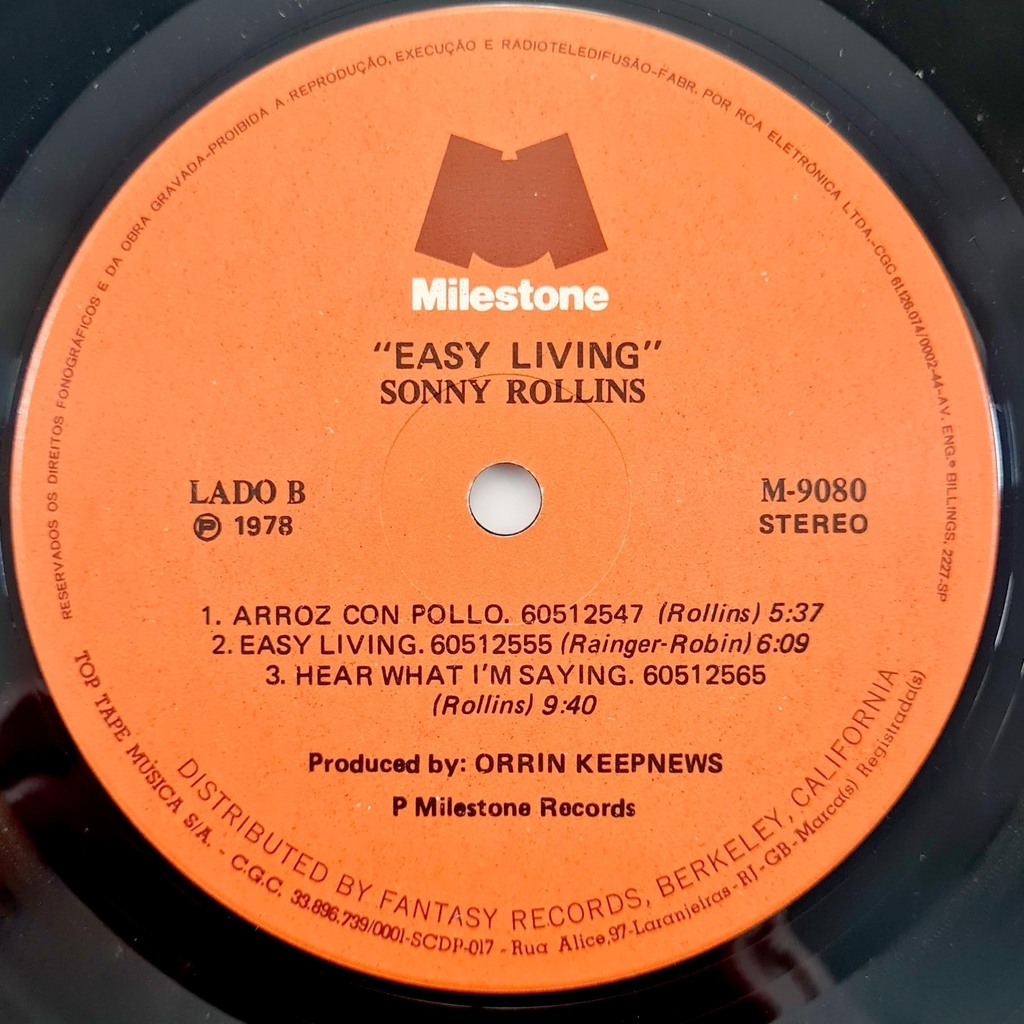 RESERVADOS OS DIREITOS FONOGRÁFICOS E DA OBRA GRAVADA-PROIBIDA A REPRODUÇÃO, EXECUÇÃO E RADIOTELEDIFUSÃO-FABR. POR RCA ELETRÔNICA LTDA.-CGC 61.126.074/0002-44-AV. ENG.º BILLINGS, 2227-SP
Milestone
"EASY LIVING"
SONNY ROLLINS
LADO B
℗ 1978
M-9080
STEREO
1. ARROZ CON POLLO. 60512547 (Rollins) 5:37
2. EASY LIVING. 60512555 (Rainger-Robin) 6:09
3. HEAR WHAT I'M SAYING. 60512565
(Rollins) 9:40
Produced by: ORRIN KEEPNEWS
P Milestone Records
DISTRIBUTED BY FANTASY RECORDS, BERKELEY, CALIFORNIA
TOP TAPE MÚSICA S/A. - C.G.C. 33.896.739/0001-SCDP-017 - Rua Alice,97-Laranjeiras-RJ-GB-Marca(s) Registrada(s)